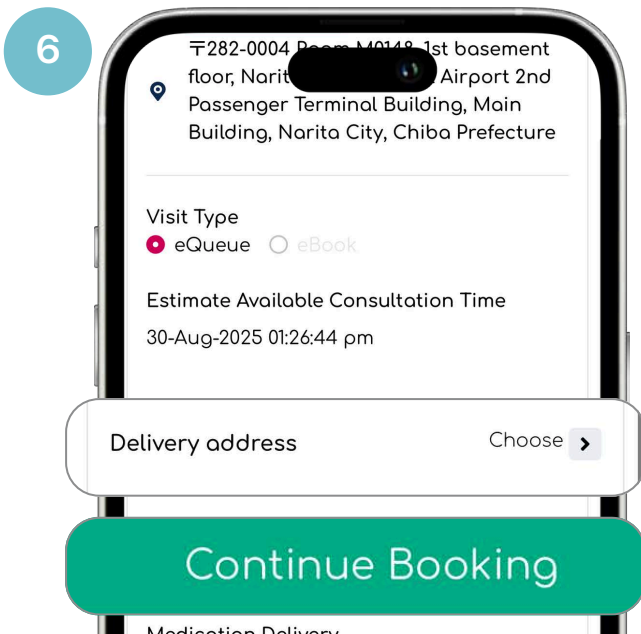 6
〒282-0004 Room M0148, 1st basement
floor, Narit Airport 2nd
Passenger Terminal Building, Main
Building, Narita City, Chiba Prefecture
Visit Type
eQueue eBook
Estimate Available Consultation Time
30-Aug-2025 01:26:44 pm
Delivery address Choose
Continue Booking
Medication Delivery